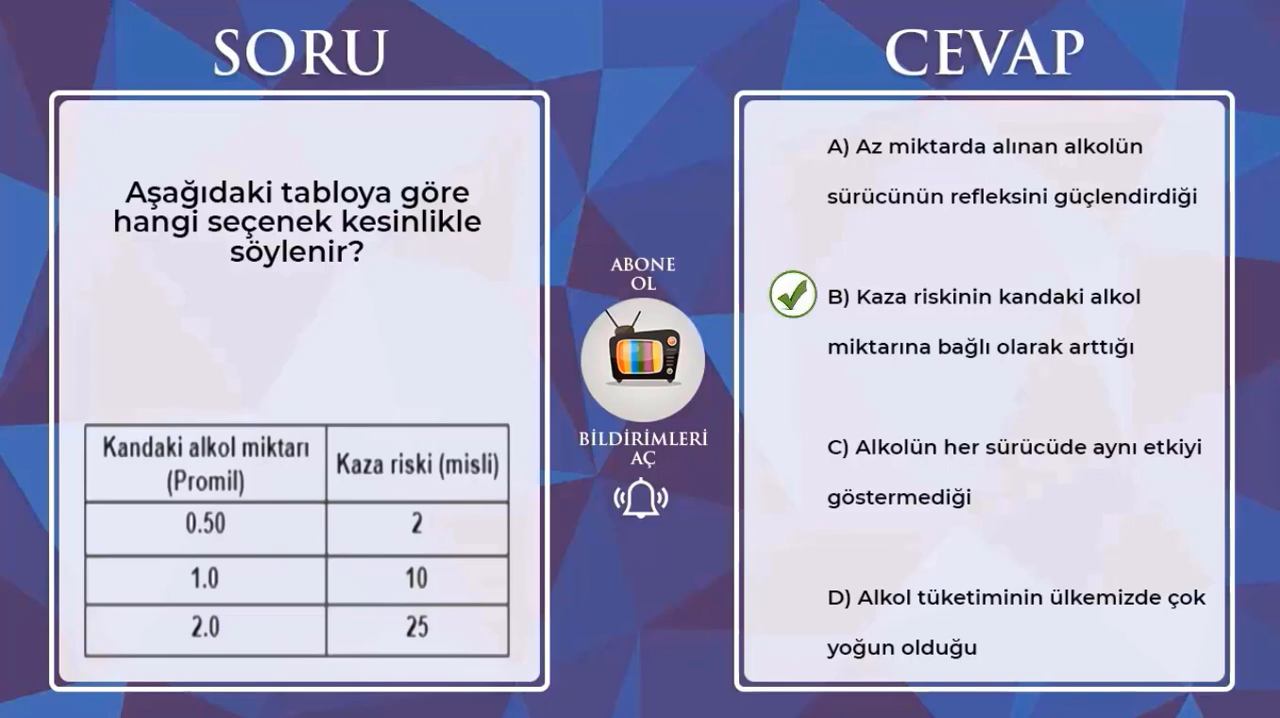 SORU
Aşağıdaki tabloya göre
hangi seçenek kesinlikle
söylenir?
Kandaki alkol miktarı
(Promil)
Kaza riski (misli)
0.50
2
1.0
10
2.0
25
ABONE
OL
BİLDİRİMLERİ
AÇ
CEVAP
A) Az miktarda alınan alkolün
sürücünün refleksini güçlendirdiği
B) Kaza riskinin kandaki alkol
miktarına bağlı olarak arttığı
C) Alkolün her sürücüde aynı etkiyi
göstermediği
D) Alkol tüketiminin ülkemizde çok
yoğun olduğu